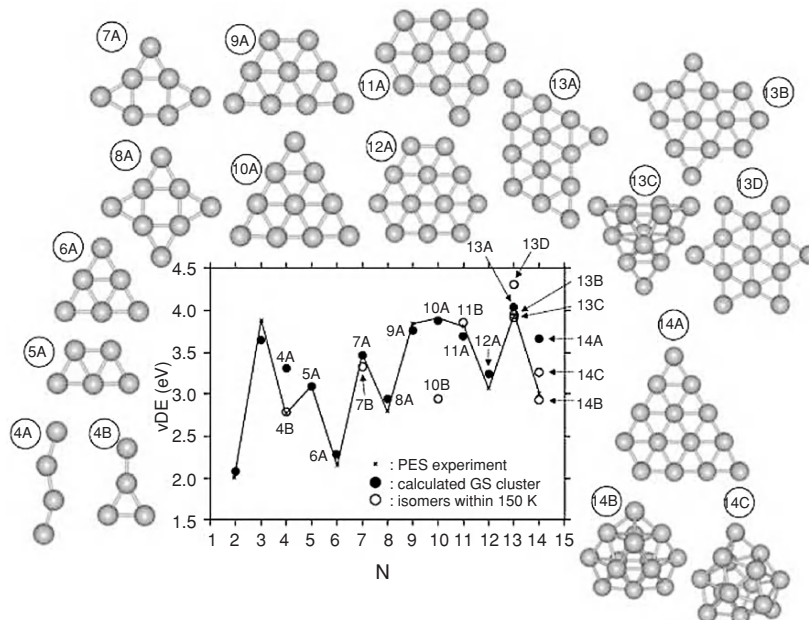 7A
9A
11A
13A
13B
8A
10A
12A
13C
13D
6A
5A
4A
4B
14A
14B
14C
4.5
4.0
3.5
3.0
2.5
2.0
1.5
vDE (eV)
13A
13D
13B
13C
14A
14C
14B
10A
11B
9A
11A
12A
7A
4A
5A
7B
8A
10B
4B
6A
: PES experiment
: calculated GS cluster
: isomers within 150 K
1 2 3 4 5 6 7 8 9 10 11 12 13 14 15
N